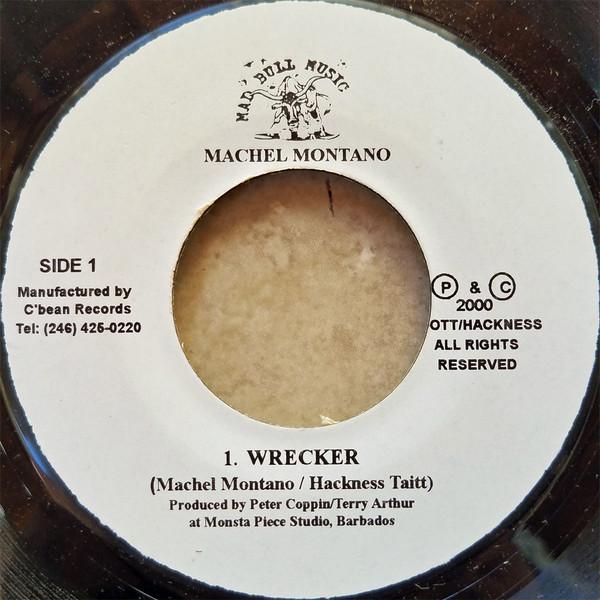 MAD BULL MUSIC
MACHEL MONTANO
SIDE 1
Manufactured by
C'bean Records
Tel: (246) 425-0220
P & C
2000
OTT/HACKNESS
ALL RIGHTS
RESERVED
1. WRECKER
(Machel Montano / Hackness Taitt)
Produced by Peter Coppin/Terry Arthur
at Monsta Piece Studio, Barbados